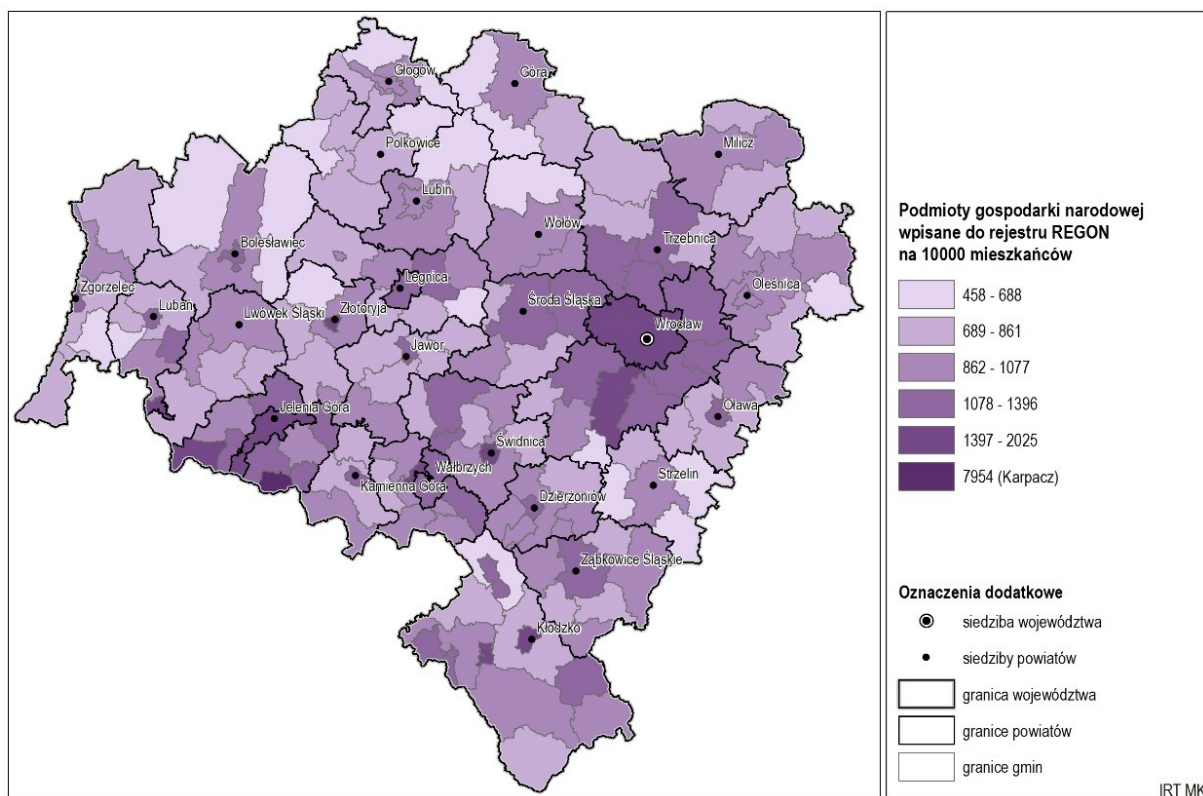 Głogów
Góra
Polkowice
Milicz
Lubin
Wołów
Trzebnica
Bolesławiec
Legnica
Oleśnica
Zgorzelec
Lubań
Lwówek Śląski
Złotoryja
Środa Śląska
Wrocław
Jawor
Jelenia Góra
Oława
Świdnica
Wałbrzych
Kamienna Góra
Strzelin
Dzierżoniów
Ząbkowice Śląskie
Kłodzko
Podmioty gospodarki narodowej
wpisane do rejestru REGON
na 10000 mieszkańców
458 - 688
689 - 861
862 - 1077
1078 - 1396
1397 - 2025
7954 (Karpacz)
Oznaczenia dodatkowe
siedziba województwa
siedziby powiatów
granica województwa
granice powiatów
granice gmin
IRT MK